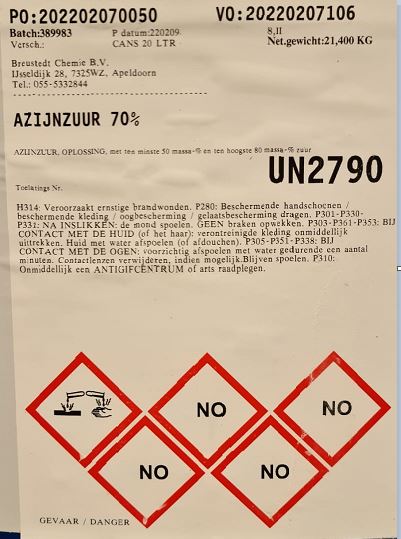 PO:202202070050 VO:20220207106
Batch:389983 P datum:220209 8,II
Versch.: CANS 20 LTR Net.gewicht:21,400 KG
Breustedt Chemie B.V.
IJsseldijk 28, 7325WZ, Apeldoorn
Tel.: 055-5332844
AZIJNZUUR 70%
AZIJNZUUR, OPLOSSING, met ten minste 50 massa-% en ten hoogste 80 massa-% zuur
UN2790
Toelatings Nr.
H314: Veroorzaakt ernstige brandwonden. P280: Beschermende handschoenen /
beschermende kleding / oogbescherming / gelaatsbescherming dragen. P301-P330-
P331: NA INSLIKKEN: de mond spoelen. GEEN braken opwekken. P303-P361-P353: BIJ
CONTACT MET DE HUID (of het haar): verontreinigde kleding onmiddellijk
uittrekken. Huid met water afspoelen (of afdouchen). P305-P351-P338: BIJ
CONTACT MET DE OGEN: voorzichtig afspoelen met water gedurende een aantal
minuten. Contactlenzen verwijderen, indien mogelijk.Blijven spoelen. P310:
Onmiddellijk een ANTIGIFCENTRUM of arts raadplegen.
NO NO
NO NO
GEVAAR / DANGER